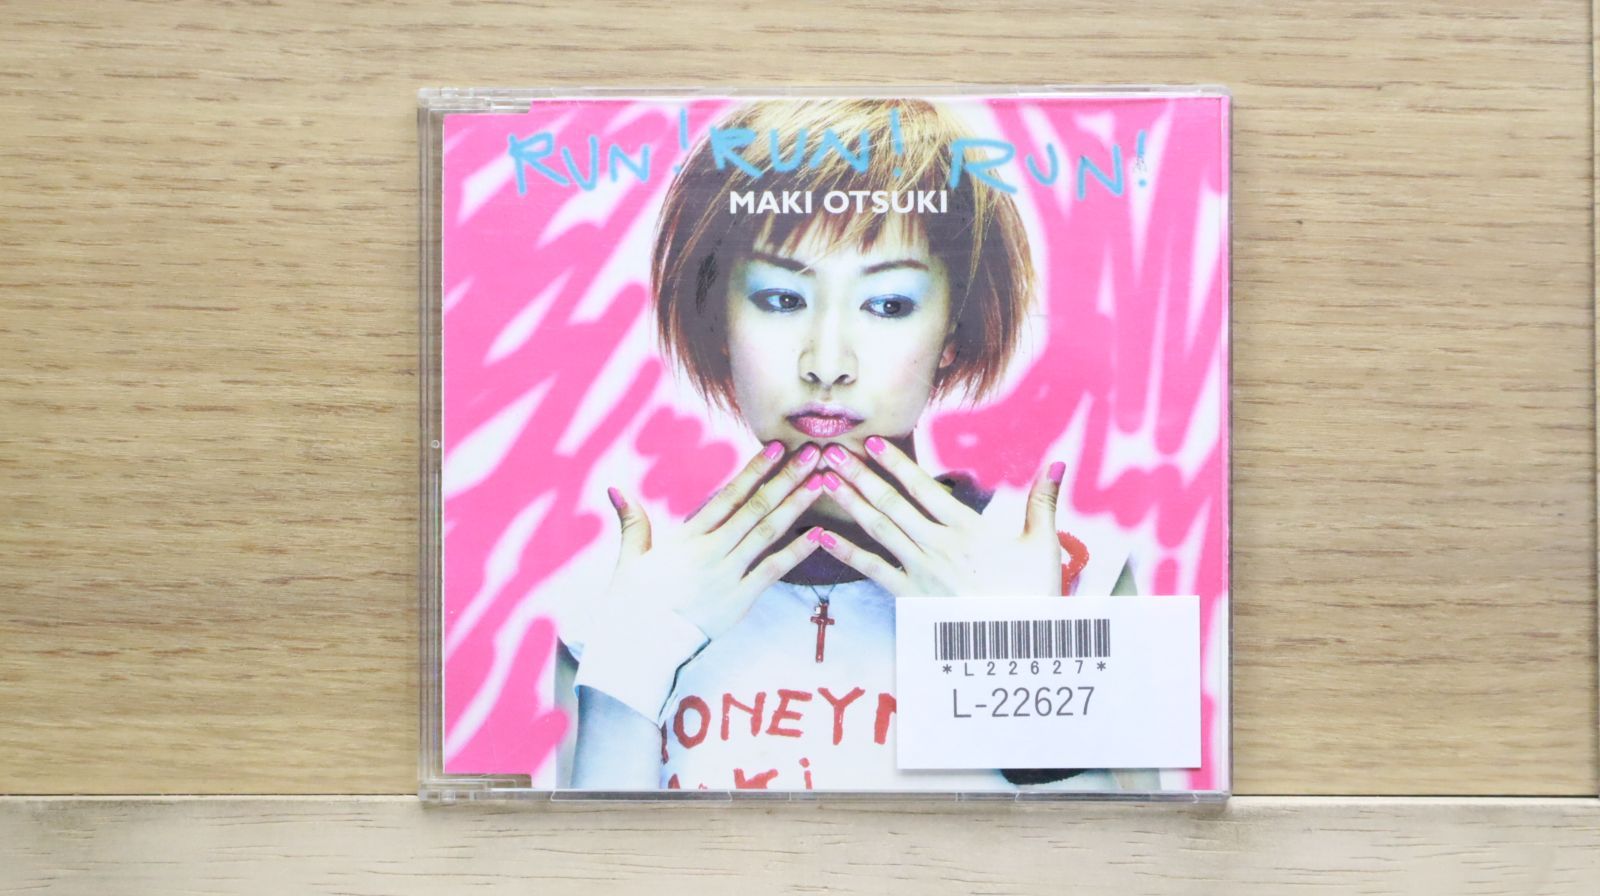 RUN! RUN! RUN!
MAKI OTSUKI
*L22627*
L-22627